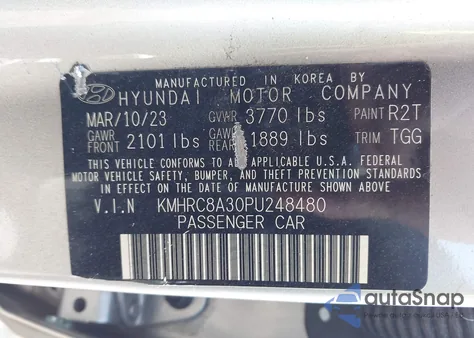 MANUFACTURED IN KOREA BY
HYUNDAI MOTOR COMPANY
MAR/10/23 GVWR 3770 lbs PAINT R2T
GAWR FRONT 2101 lbs GAWR REAR 1889 lbs TRIM TGG
THIS VEHICLE CONFORMS TO ALL APPLICABLE U.S.A. FEDERAL
MOTOR VEHICLE SAFETY, BUMPER, AND THEFT PREVENTION STANDARDS
IN EFFECT ON THE DATE OF MANUFACTURE SHOWN ABOVE.
V.I.N KMHRC8A30PU248480
PASSENGER CAR
autoSnap